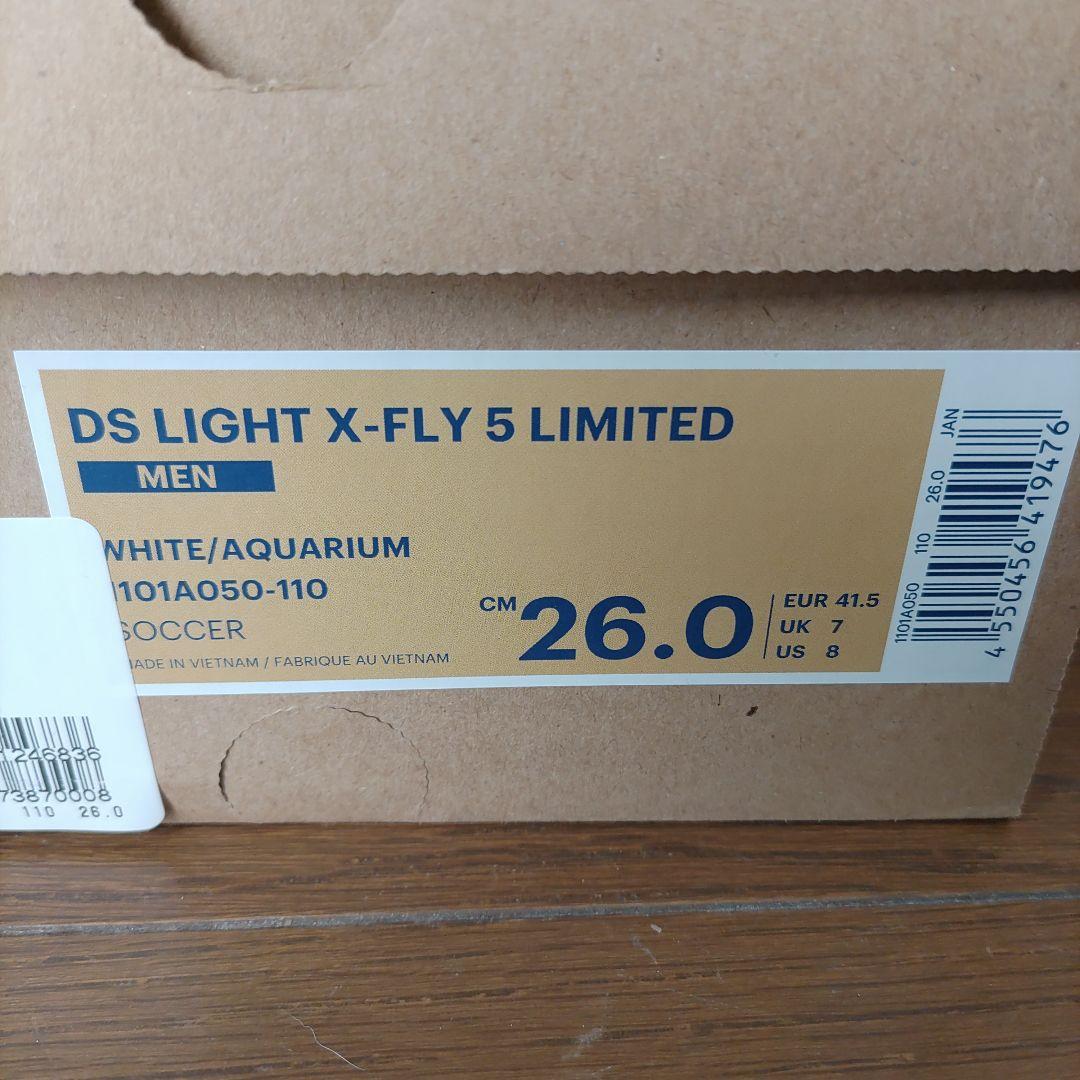 DS LIGHT X-FLY 5 LIMITED
MEN
WHITE/AQUARIUM
1101A050-110
SOCCER
MADE IN VIETNAM / FABRIQUE AU VIETNAM
CM 26.0
EUR 41.5
UK 7
US 8
1101A050 110 26.0 JAN
4 550456 419476
246836
73870008
110 26.0